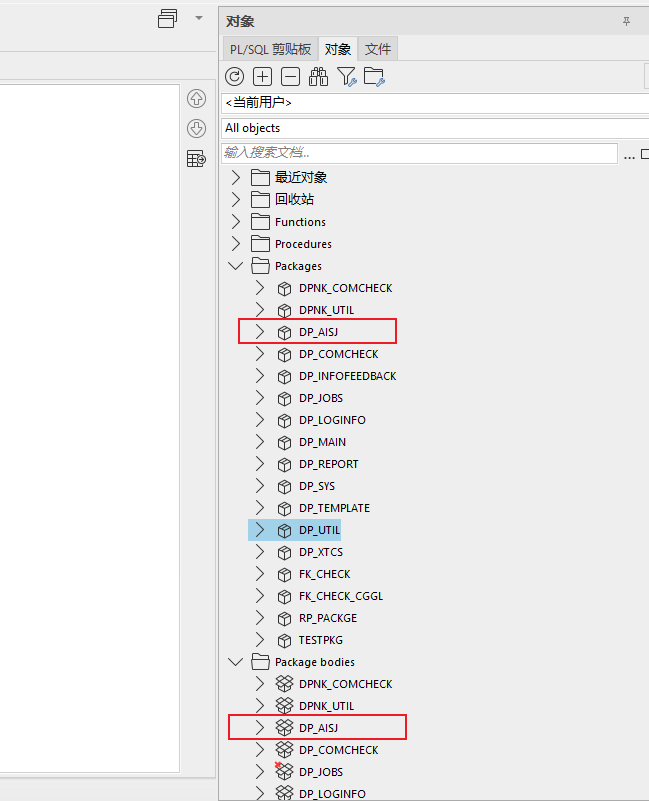 对象
PL/SQL 剪贴板 对象 文件
<当前用户>
All objects
输入搜索文档...
...
最近对象
回收站
Functions
Procedures
Packages
DPNK_COMCHECK
DPNK_UTIL
DP_AISJ
DP_COMCHECK
DP_INFOFEEDBACK
DP_JOBS
DP_LOGINFO
DP_MAIN
DP_REPORT
DP_SYS
DP_TEMPLATE
DP_UTIL
DP_XTCS
FK_CHECK
FK_CHECK_CGGL
RP_PACKGE
TESTPKG
Package bodies
DPNK_COMCHECK
DPNK_UTIL
DP_AISJ
DP_COMCHECK
DP_JOBS
DP_LOGINFO